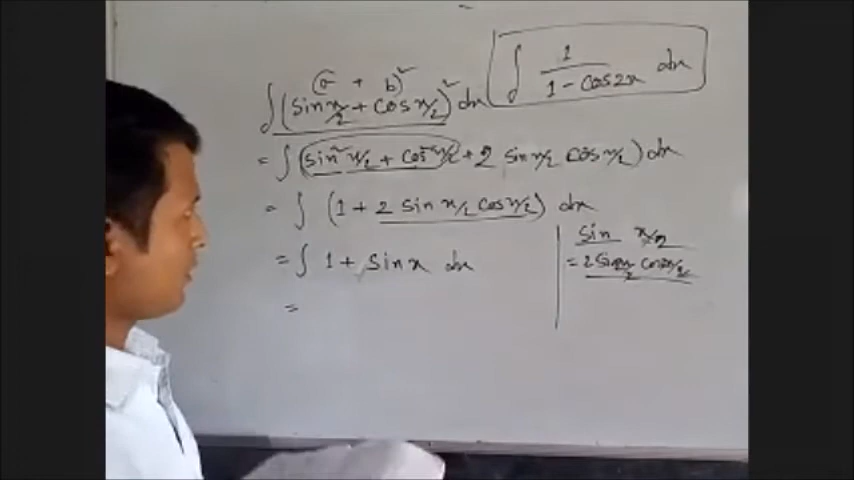 (a + b)²
∫ (sin x/2 + cos x/2)² dx
∫ 1/(1 - cos2x) dx
= ∫ (sin² x/2 + cos² x/2 + 2 sin x/2 cos x/2) dx
= ∫ (1 + 2 sin x/2 cos x/2) dx
= ∫ 1 + sin x dx
=
sin x/2
= 2 sin x/2 cos x/2